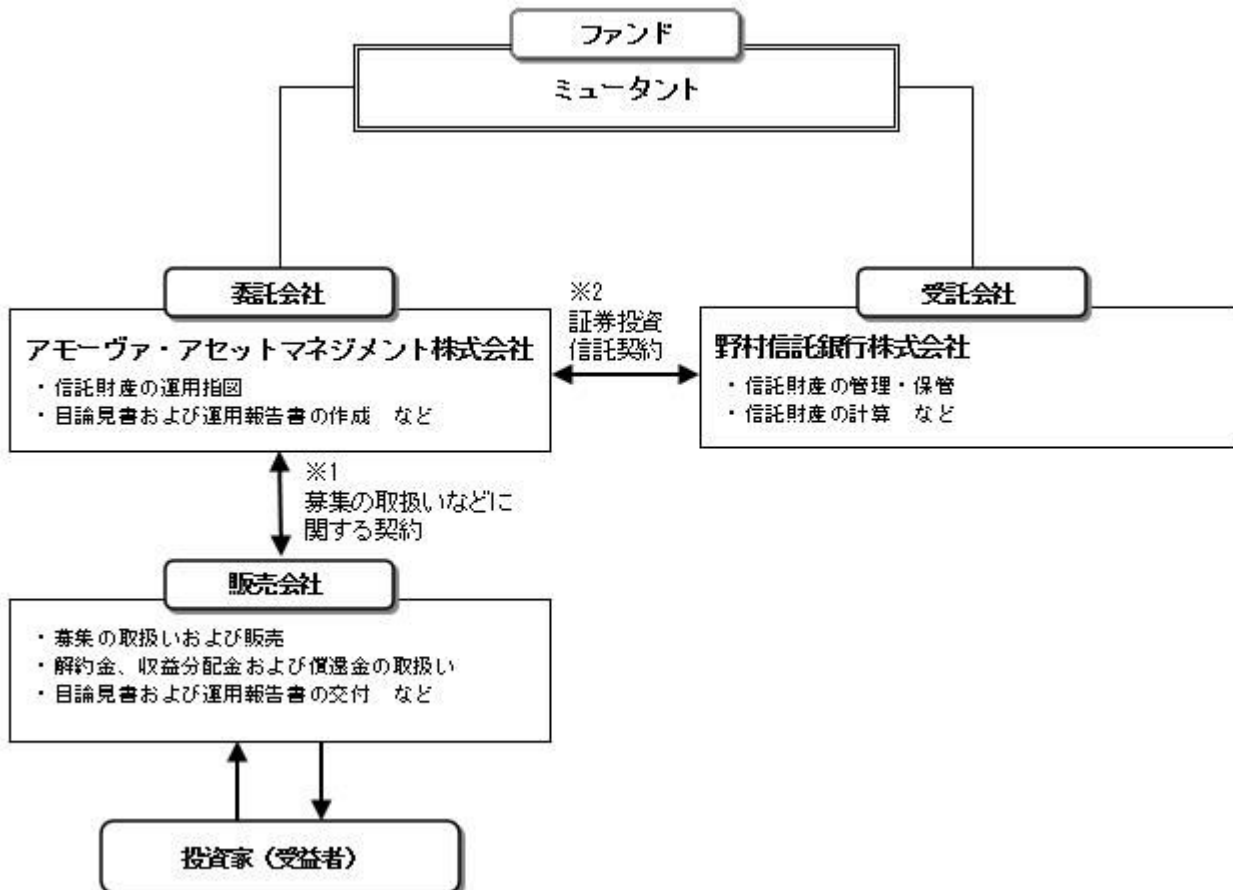 ファンド
ミュータント
委託会社
アモーヴァ・アセットマネジメント株式会社
・信託財産の運用指図
・目論見書および運用報告書の作成　など
※2
証券投資
信託契約
受託会社
野村信託銀行株式会社
・信託財産の管理・保管
・信託財産の計算　など
※1
募集の取扱いなどに
関する契約
販売会社
・募集の取扱いおよび販売
・解約金、収益分配金および償還金の取扱い
・目論見書および運用報告書の交付　など
投資家（受益者）